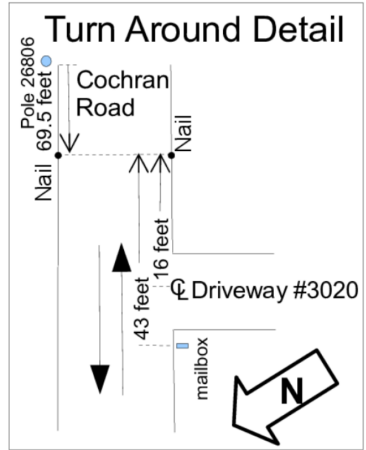 Turn Around Detail
Pole 26806
69.5 feet
Cochran
Road
Nail
Nail
16 feet
43 feet
℄ Driveway #3020
mailbox
N